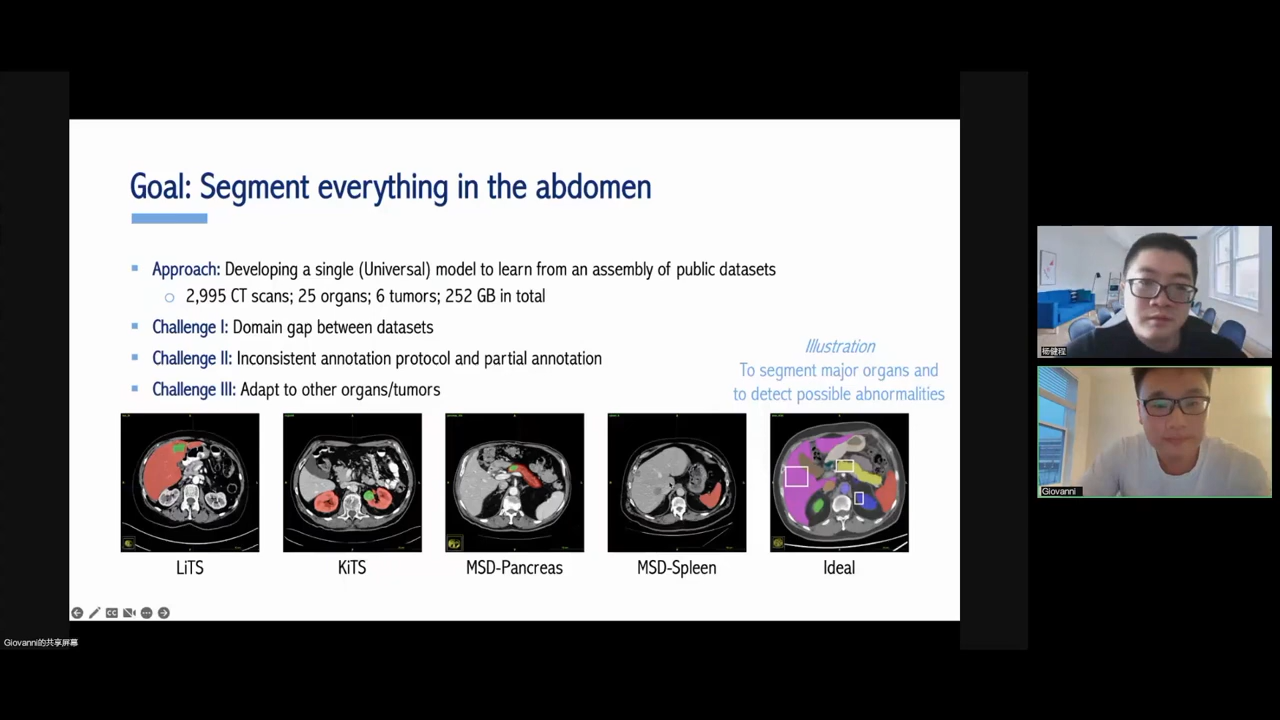 Goal: Segment everything in the abdomen
Approach: Developing a single (Universal) model to learn from an assembly of public datasets
2,995 CT scans; 25 organs; 6 tumors; 252 GB in total
Challenge I: Domain gap between datasets
Challenge II: Inconsistent annotation protocol and partial annotation
Challenge III: Adapt to other organs/tumors
Illustration
To segment major organs and
to detect possible abnormalities
LiTS
KiTS
MSD-Pancreas
MSD-Spleen
Ideal
CC
Giovanni的共享屏幕
杨健程
Giovanni